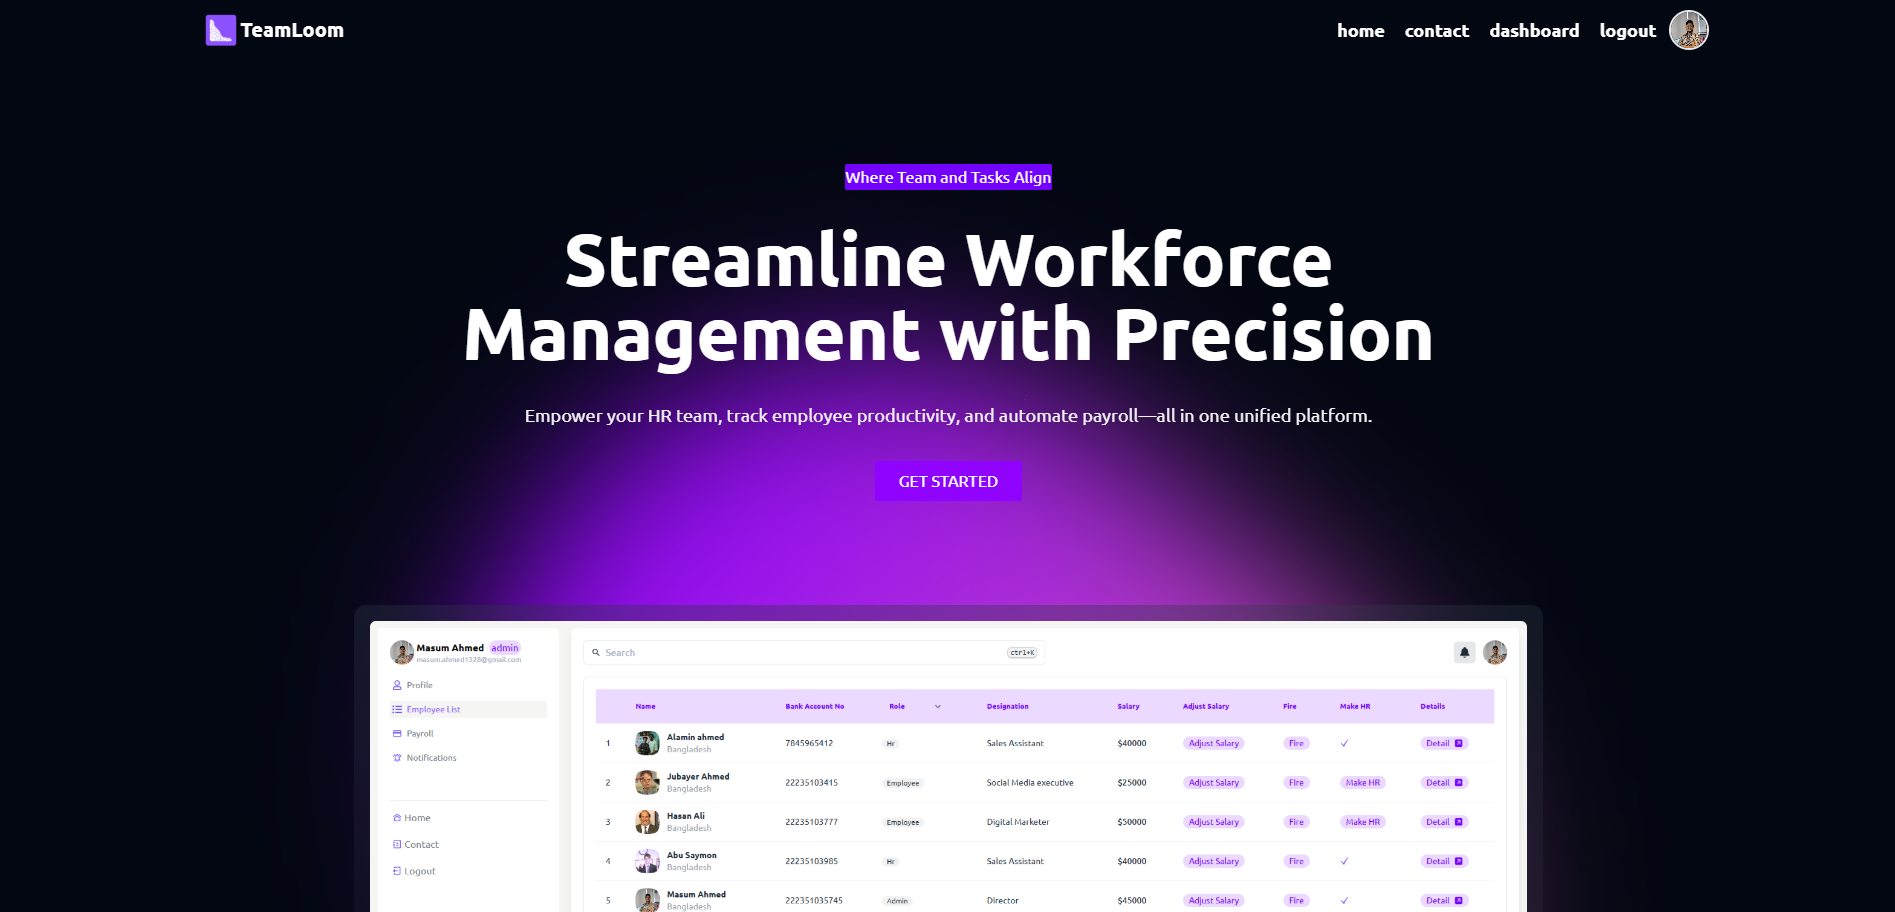 TeamLoom
home contact dashboard logout
Where Team and Tasks Align
Streamline Workforce
Management with Precision
Empower your HR team, track employee productivity, and automate payroll—all in one unified platform.
GET STARTED
Masum Ahmed admin
masum.ahmed1328@gmail.com
Profile
Employee List
Payroll
Notifications
Home
Contact
Logout
Search ctrl+K
Name Bank Account No Role Designation Salary Adjust Salary Fire Make HR Details
1 Alamin ahmed Bangladesh 7845965412 Hr Sales Assistant $40000 Adjust Salary Fire ✓ Detail
2 Jubayer Ahmed Bangladesh 22235103415 Employee Social Media executive $25000 Adjust Salary Fire Make HR Detail
3 Hasan Ali Bangladesh 22235103777 Employee Digital Marketer $50000 Adjust Salary Fire Make HR Detail
4 Abu Saymon Bangladesh 22235103985 Hr Sales Assistant $40000 Adjust Salary Fire ✓ Detail
5 Masum Ahmed Bangladesh 222351035745 Admin Director $45000 Adjust Salary Fire ✓ Detail